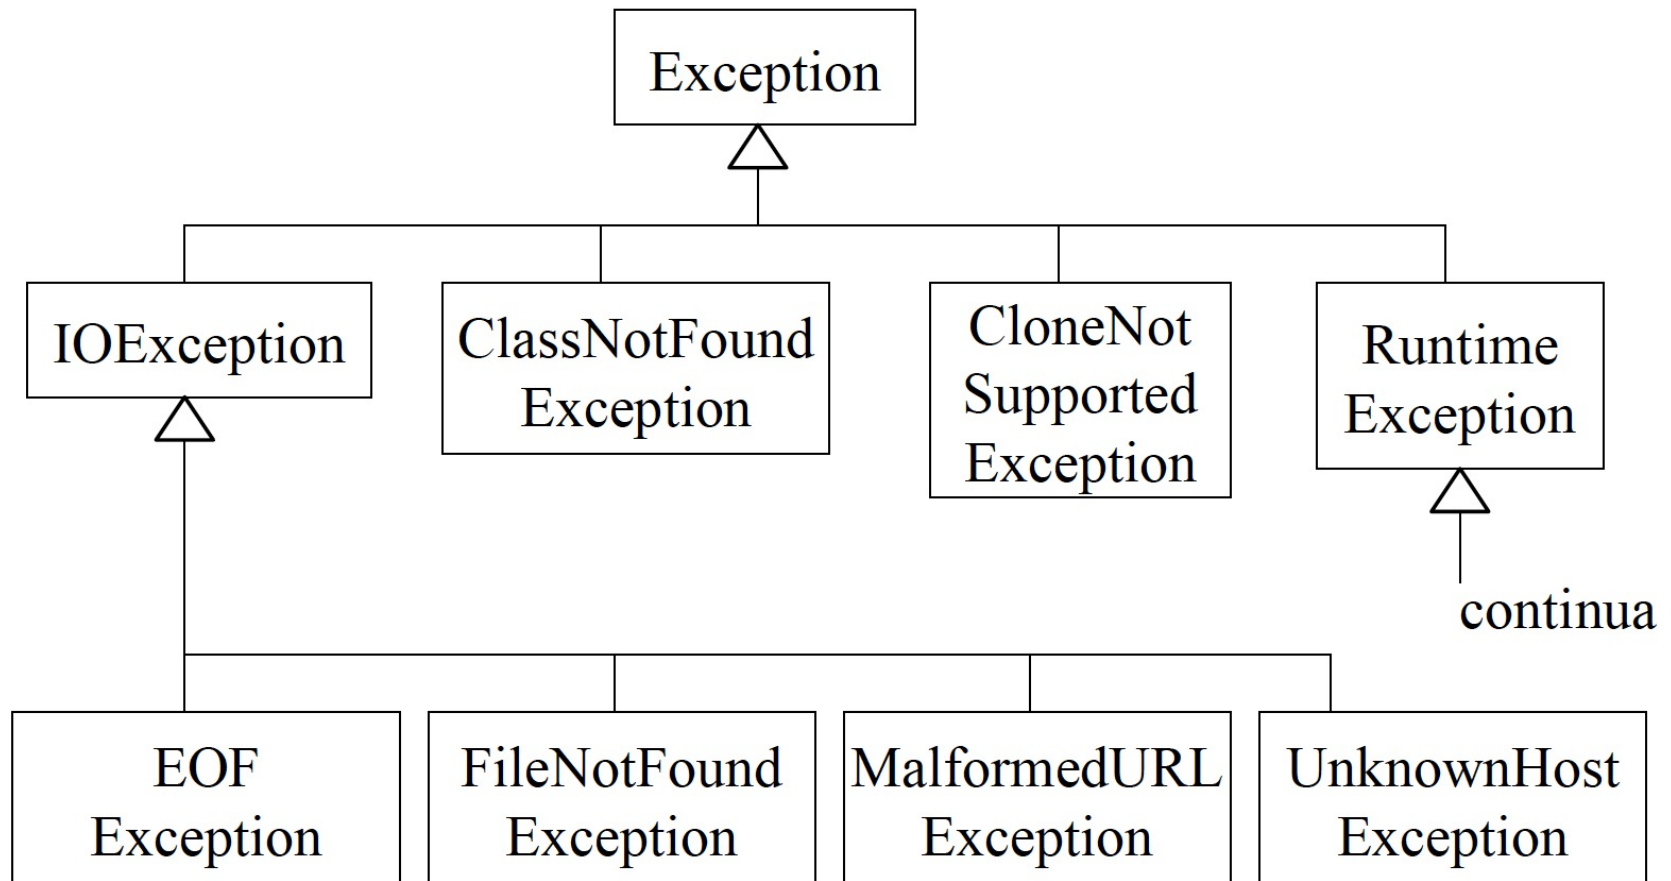 Exception
IOException
ClassNotFound
Exception
CloneNot
Supported
Exception
Runtime
Exception
continua
EOF
Exception
FileNotFound
Exception
MalformedURL
Exception
UnknownHost
Exception